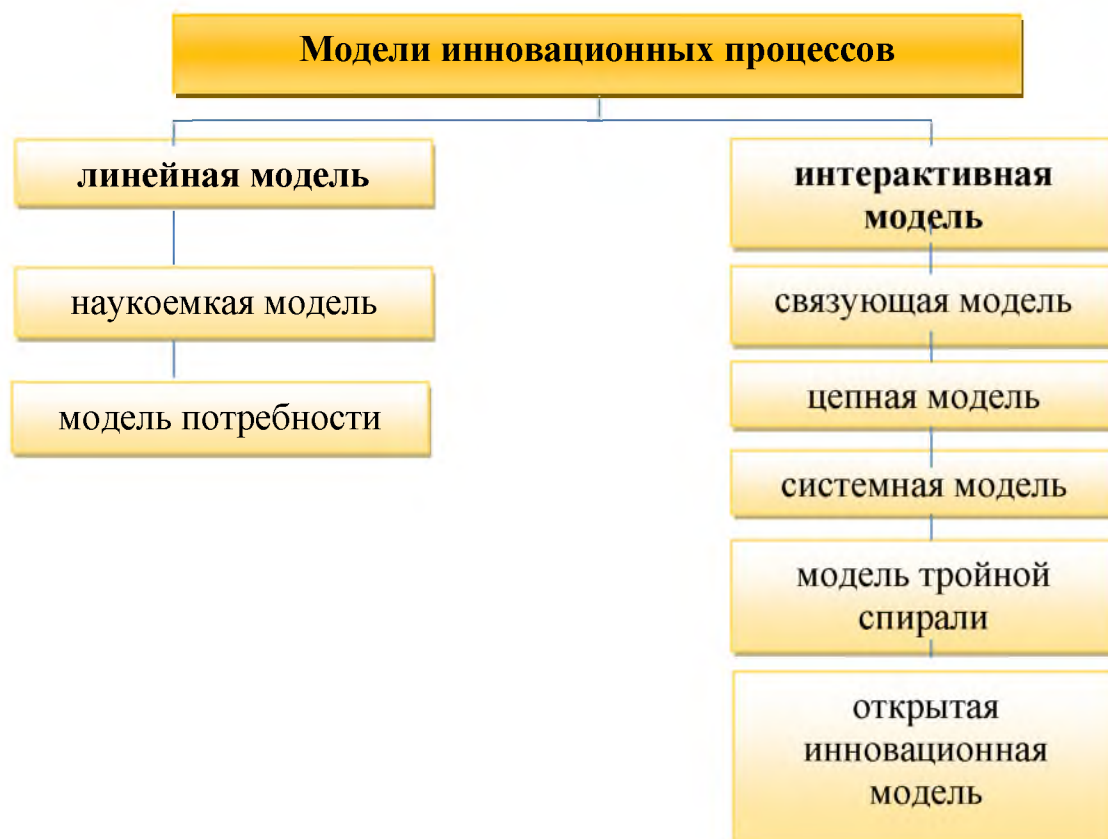 Модели инновационных процессов
линейная модель
наукоемкая модель
модель потребности
интерактивная
модель
связующая модель
цепная модель
системная модель
модель тройной
спирали
открытая
инновационная
модель